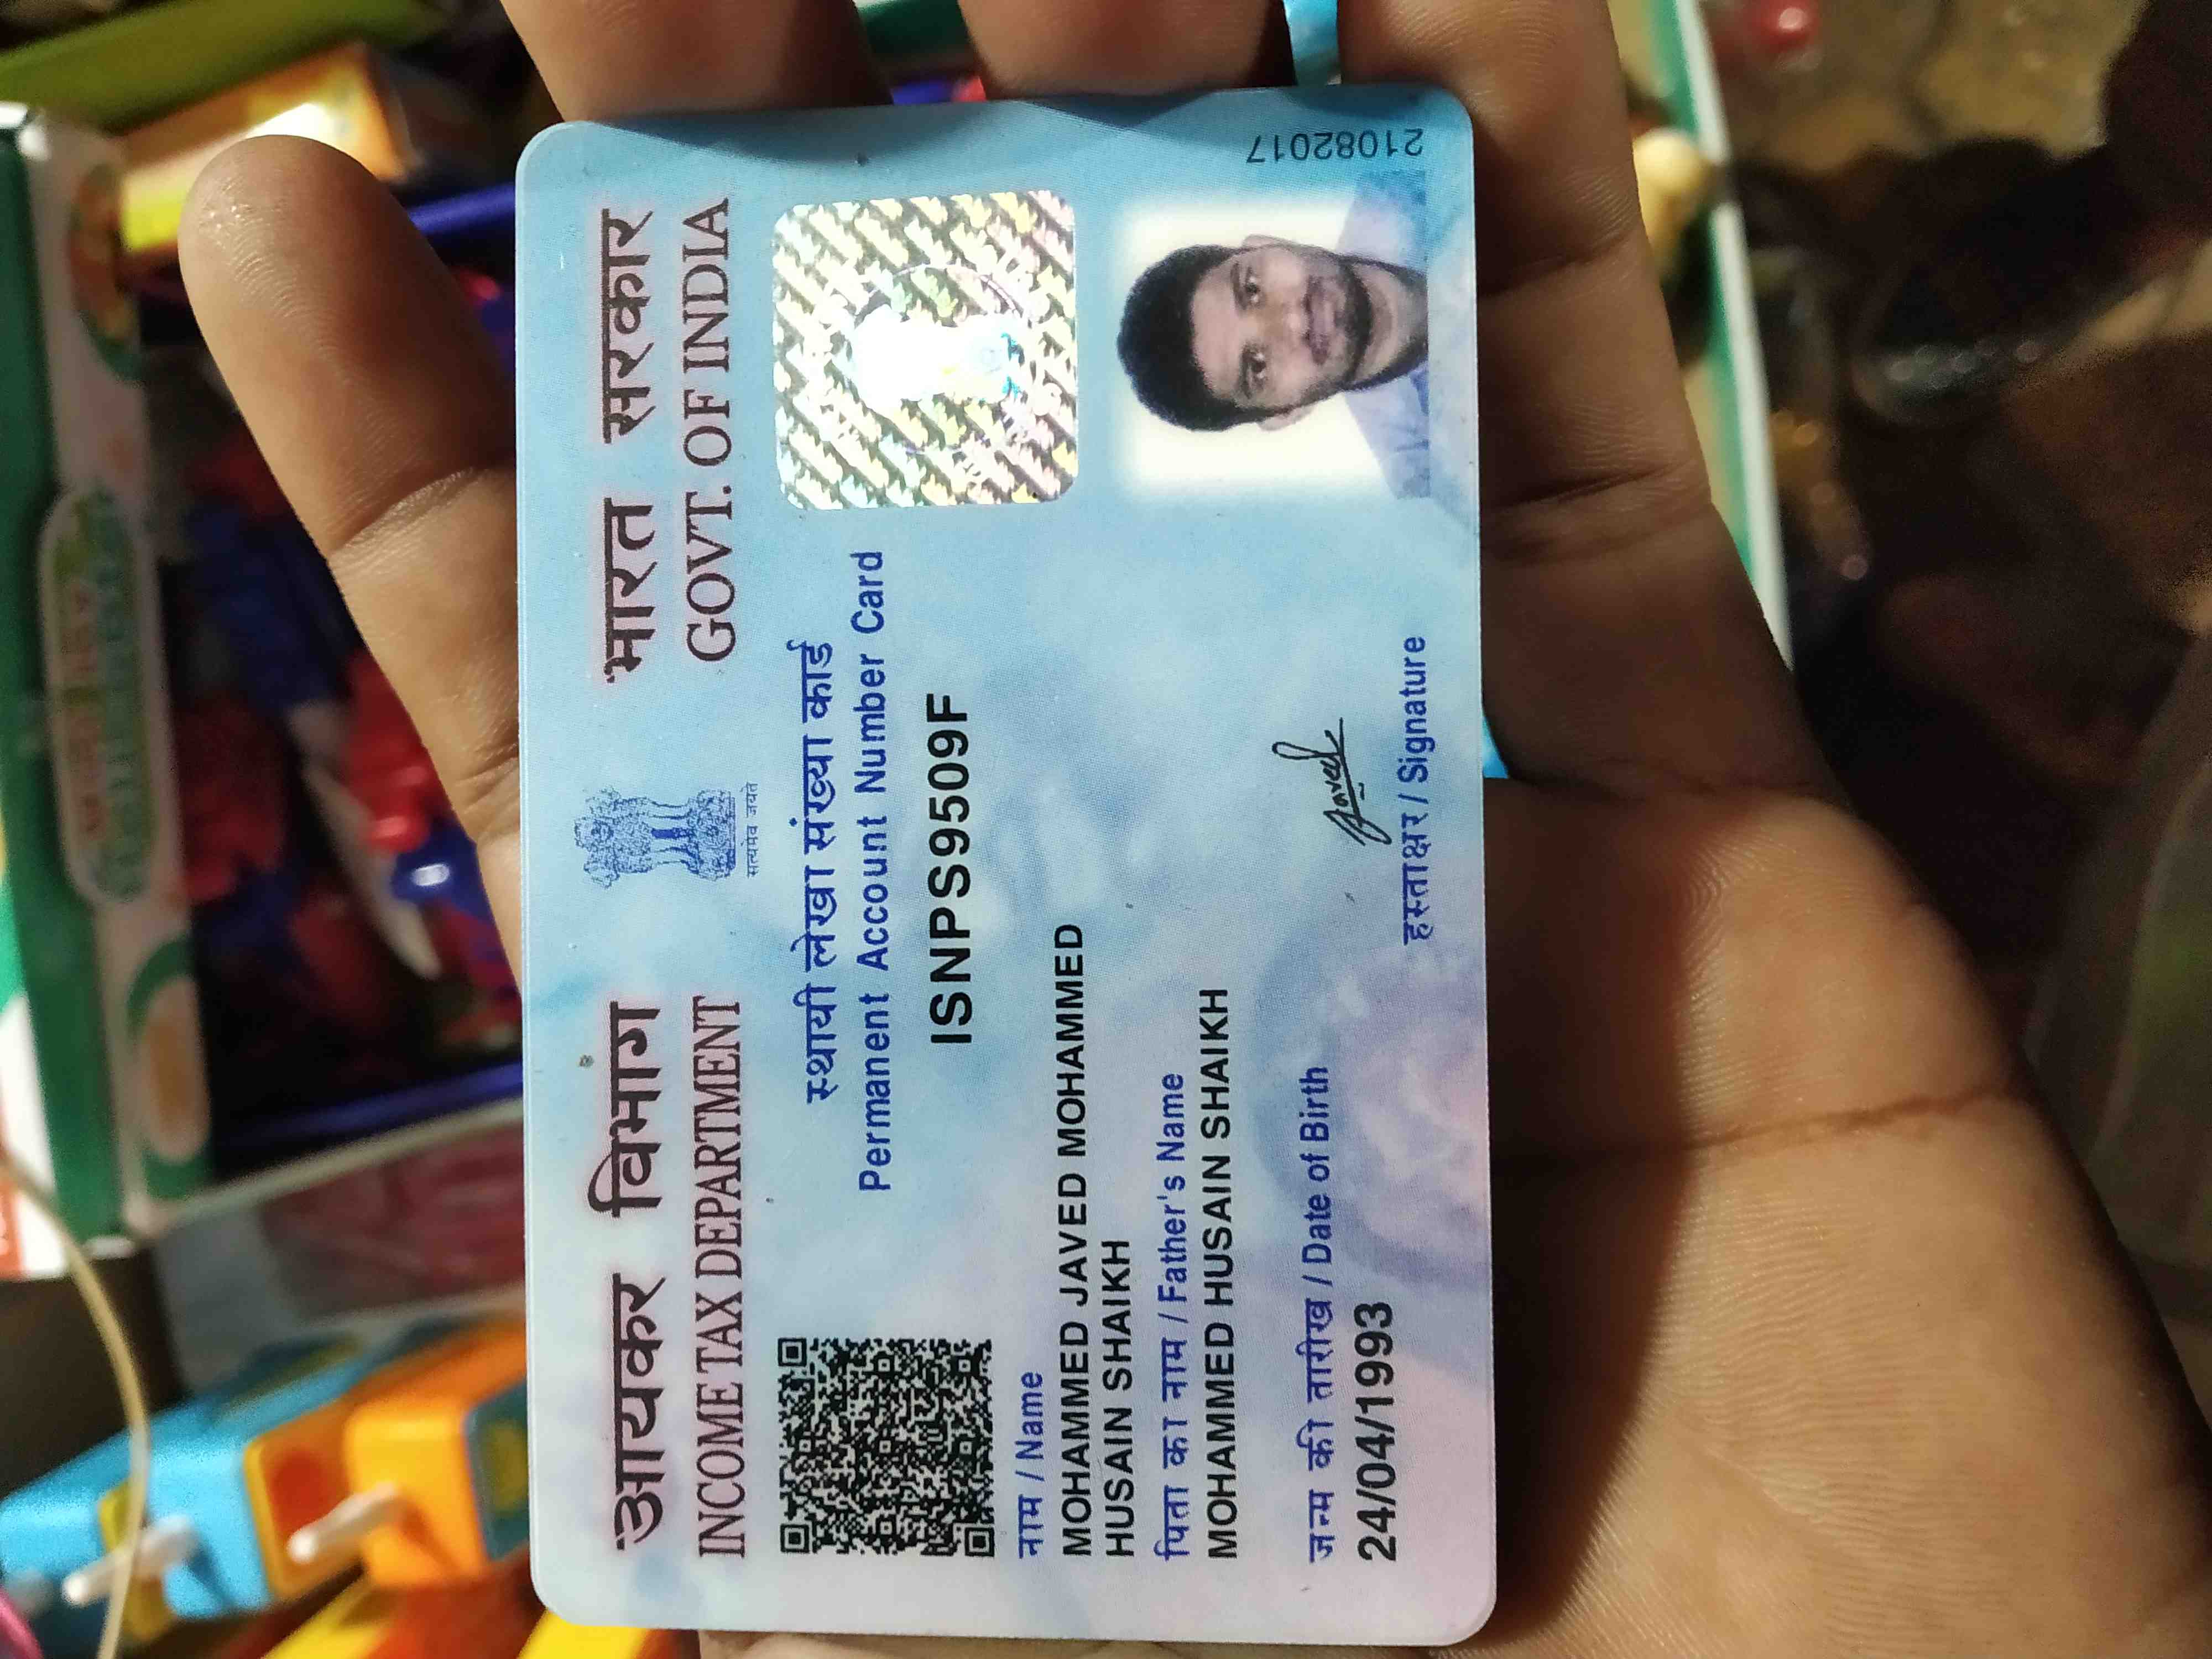 आयकर विभाग
INCOME TAX DEPARTMENT
सत्यमेव जयते
भारत सरकार
GOVT. OF INDIA
स्थायी लेखा संख्या कार्ड
Permanent Account Number Card
ISNPS9509F
नाम / Name
MOHAMMED JAVED MOHAMMED
HUSAIN SHAIKH
पिता का नाम / Father's Name
MOHAMMED HUSAIN SHAIKH
जन्म की तारीख / Date of Birth
24/04/1993
Javed
हस्ताक्षर / Signature
21082017